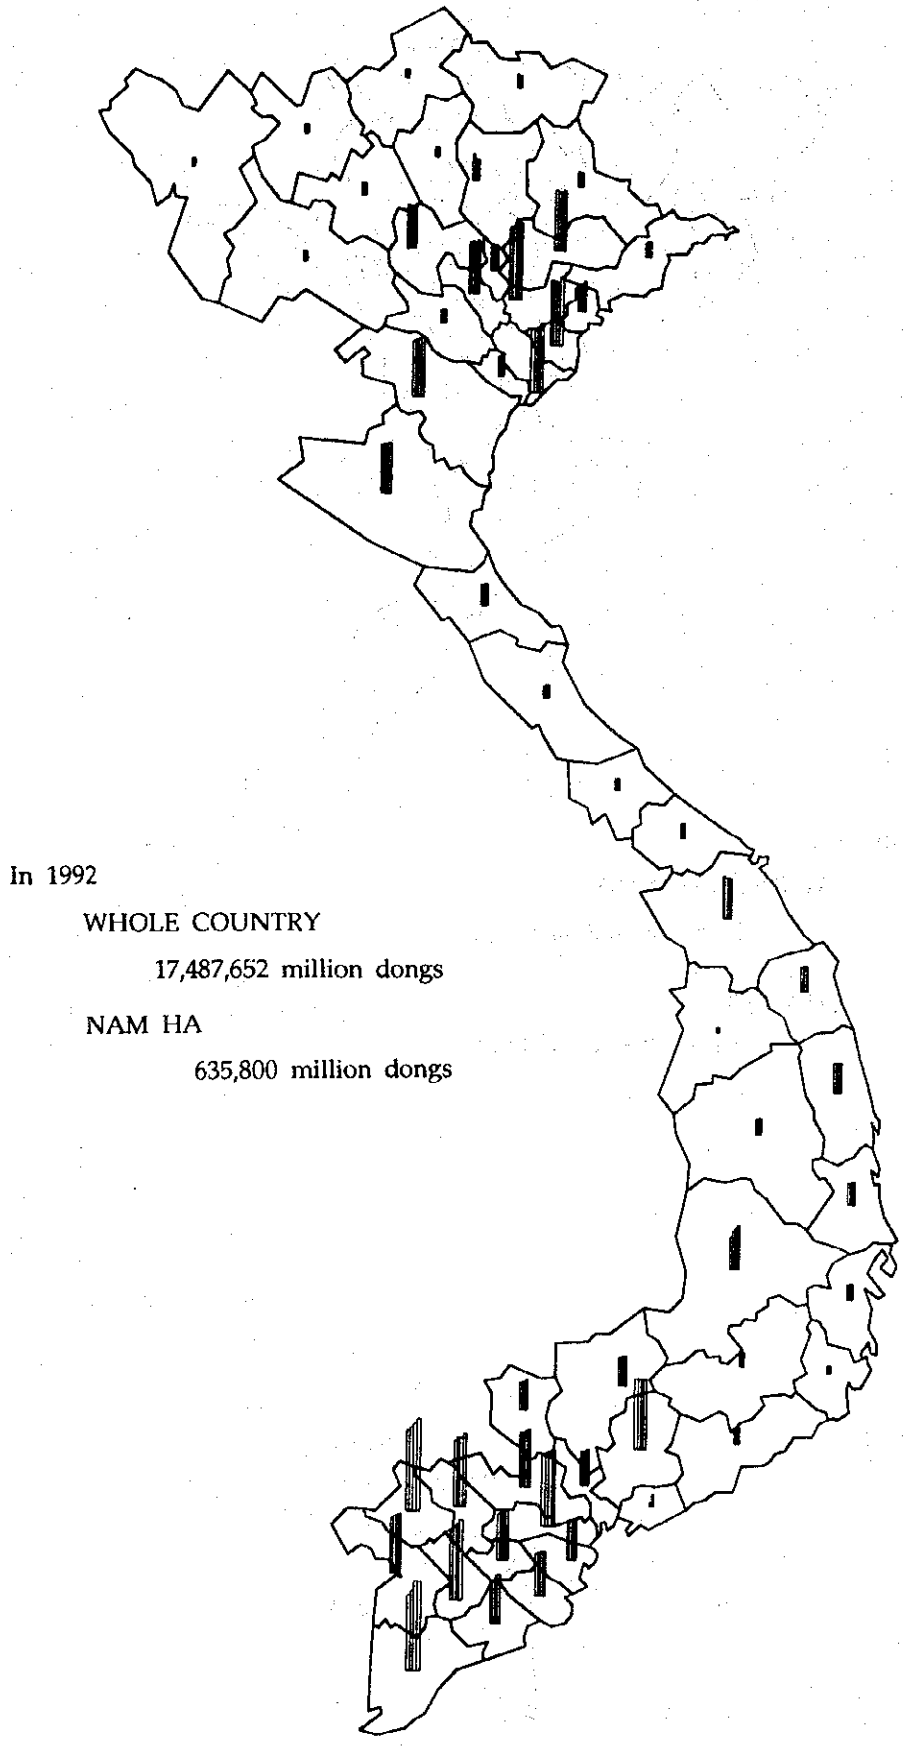 In 1992
WHOLE COUNTRY
17,487,652 million dongs
NAM HA
635,800 million dongs